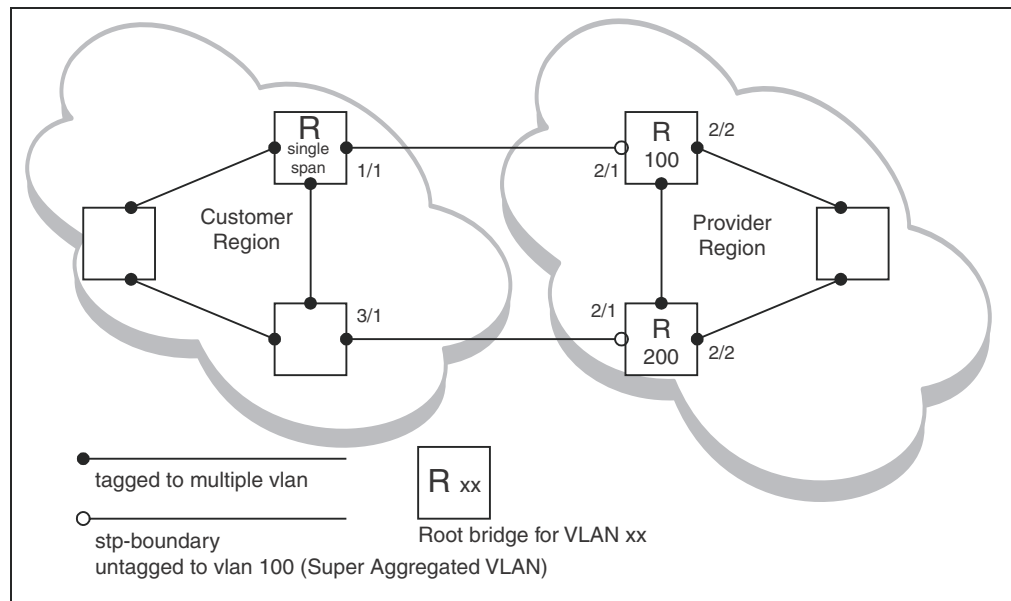 R
single
span
1/1
Customer
Region
3/1
R
100
2/2
2/1
Provider
Region
2/1
R
200
2/2
tagged to multiple vlan
stp-boundary
untagged to vlan 100 (Super Aggregated VLAN)
R xx
Root bridge for VLAN xx